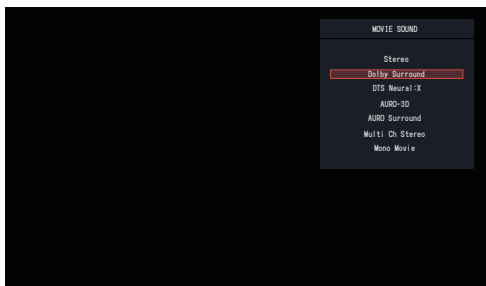 MOVIE SOUND
Stereo
Dolby Surround
DTS Neural:X
AURO-3D
AURO Surround
Multi Ch Stereo
Mono Movie